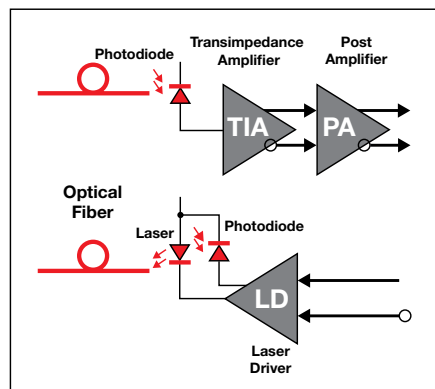 Transimpedance
Amplifier
Post
Amplifier
Photodiode
TIA
PA
Optical
Fiber
Laser
Photodiode
LD
Laser
Driver